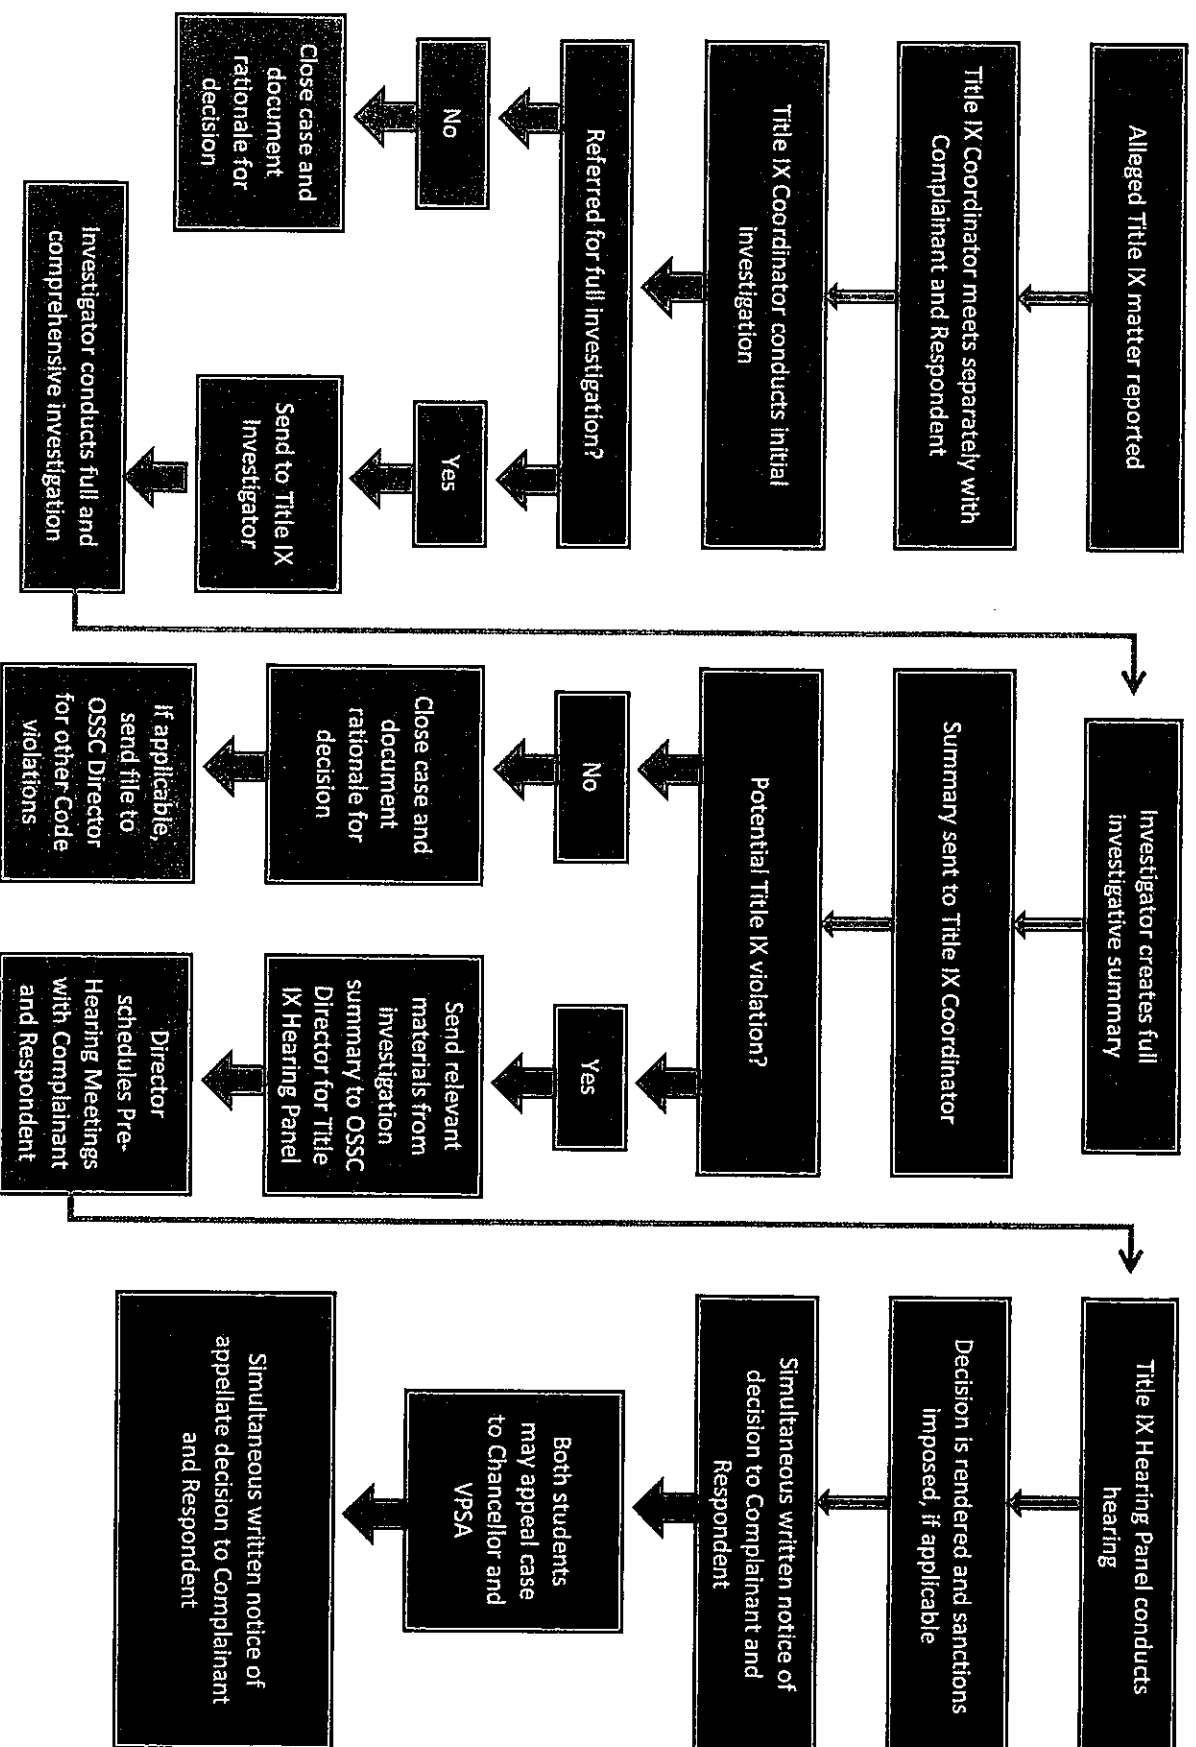 Alleged Title IX matter reported
Title IX Coordinator meets separately with
Complainant and Respondent
Title IX Coordinator conducts initial
investigation
Referred for full investigation?
No
Close case and
document
rationale for
decision
Yes
Send to Title IX
Investigator
Investigator conducts full and
comprehensive investigation
Investigator creates full
investigative summary
Summary sent to Title IX Coordinator
Potential Title IX violation?
No
Close case and
document
rationale for
decision
If applicable,
send file to
OSSC Director
for other Code
violations
Yes
Send relevant
materials from
investigation
summary to OSSC
Director for Title
IX Hearing Panel
Director
schedules Pre-
Hearing Meetings
with Complainant
and Respondent
Title IX Hearing Panel conducts
hearing
Decision is rendered and sanctions
imposed, if applicable
Simultaneous written notice of
decision to Complainant and
Respondent
Both students
may appeal case
to Chancellor and
VPSA
Simultaneous written notice of
appellate decision to Complainant
and Respondent